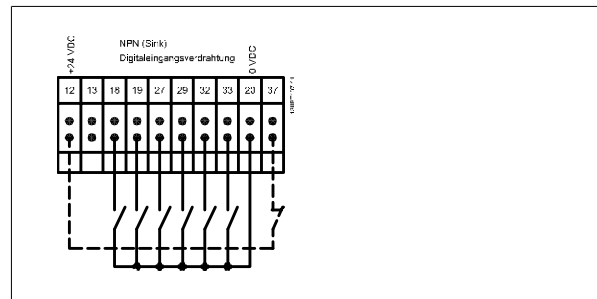 +24 VDC
NPN (Sink)
Digitaleingangsverdrahtung
0 VDC
12 13 18 19 27 29 32 33 20 37